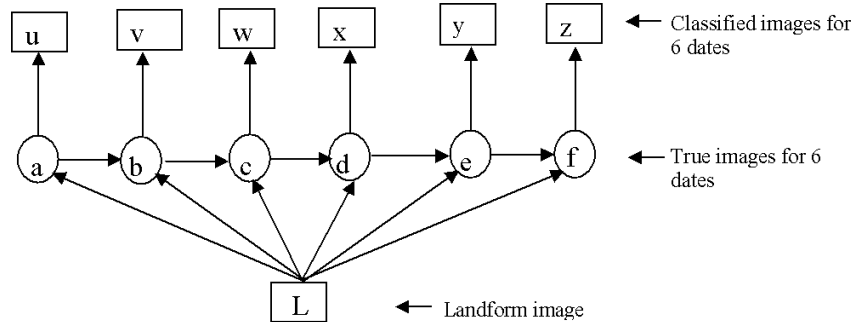 u v w x y z
Classified images for
6 dates
a b c d e f
True images for 6
dates
L
Landform image